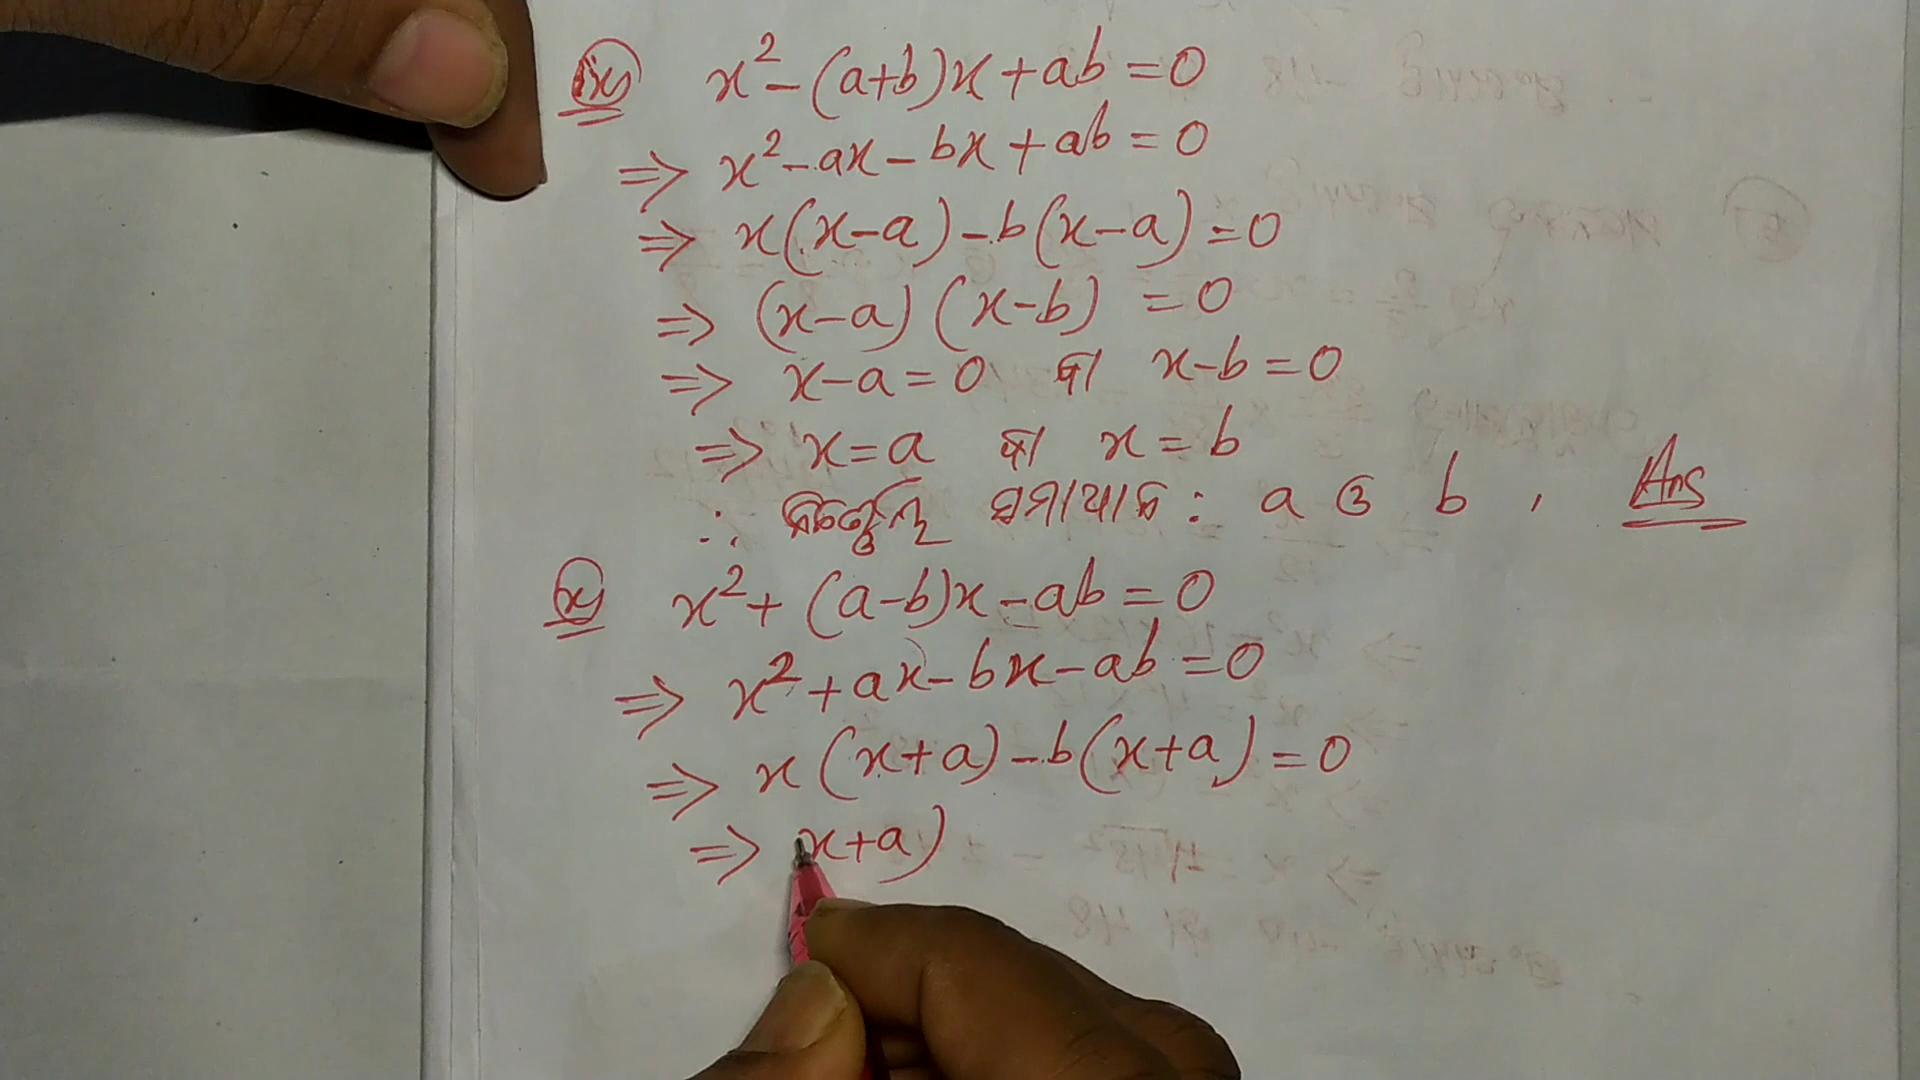 (ix) x² - (a+b)x + ab = 0
⇒ x² - ax - bx + ab = 0
⇒ x(x-a) - b(x-a) = 0
⇒ (x-a) (x-b) = 0
⇒ x-a = 0 ବା x-b = 0
⇒ x = a ବା x = b
∴ ନିର୍ଣ୍ଣେୟ ସମାଧାନ : a ଓ b , Ans
(x) x² + (a-b)x - ab = 0
⇒ x² + ax - bx - ab = 0
⇒ x(x+a) - b(x+a) = 0
⇒ x+a)